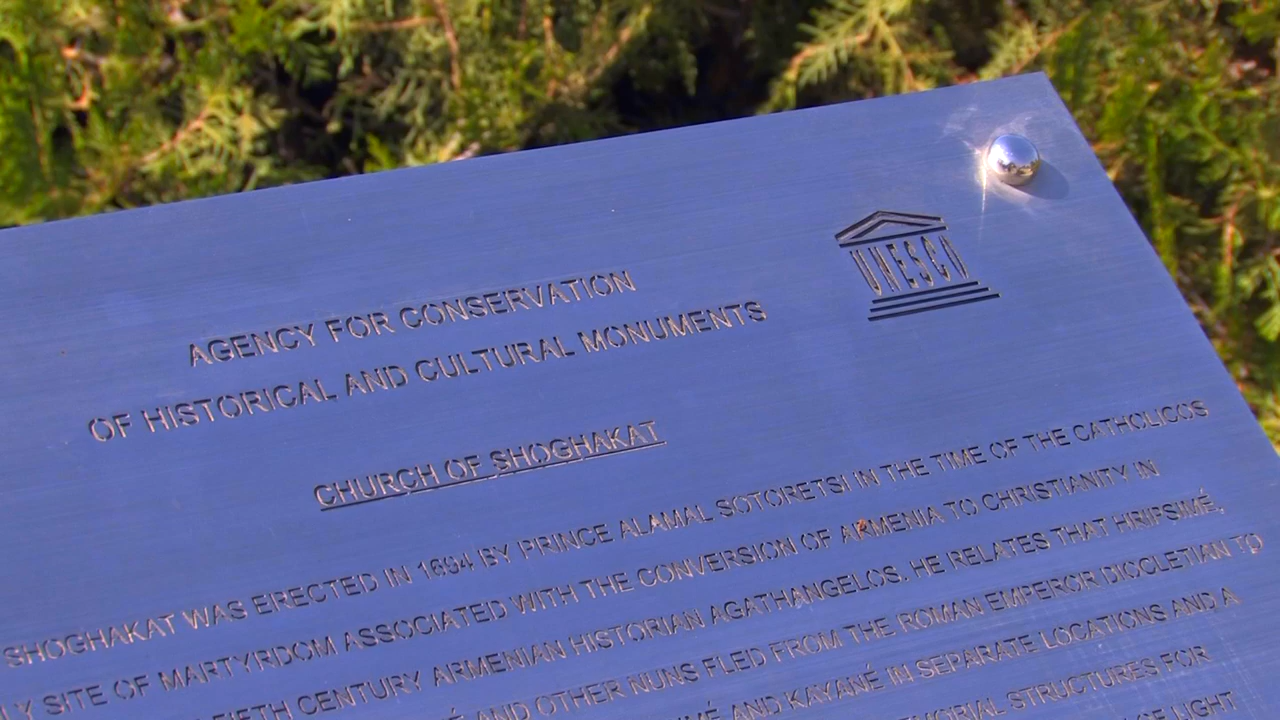 UNESCO
AGENCY FOR CONSERVATION
OF HISTORICAL AND CULTURAL MONUMENTS
CHURCH OF SHOGHAKAT
SHOGHAKAT WAS ERECTED IN 1694 BY PRINCE ALAMAL SOTORETSI IN THE TIME OF THE CATHOLICOS
LY SITE OF MARTYRDOM ASSOCIATED WITH THE CONVERSION OF ARMENIA TO CHRISTIANITY IN
FIFTH CENTURY ARMENIAN HISTORIAN AGATHANGELOS. HE RELATES THAT HRIPSIMÉ,
AND OTHER NUNS FLED FROM THE ROMAN EMPEROR DIOCLETIAN TO
AND KAYANÉ IN SEPARATE LOCATIONS AND A
STRUCTURES FOR
LIGHT